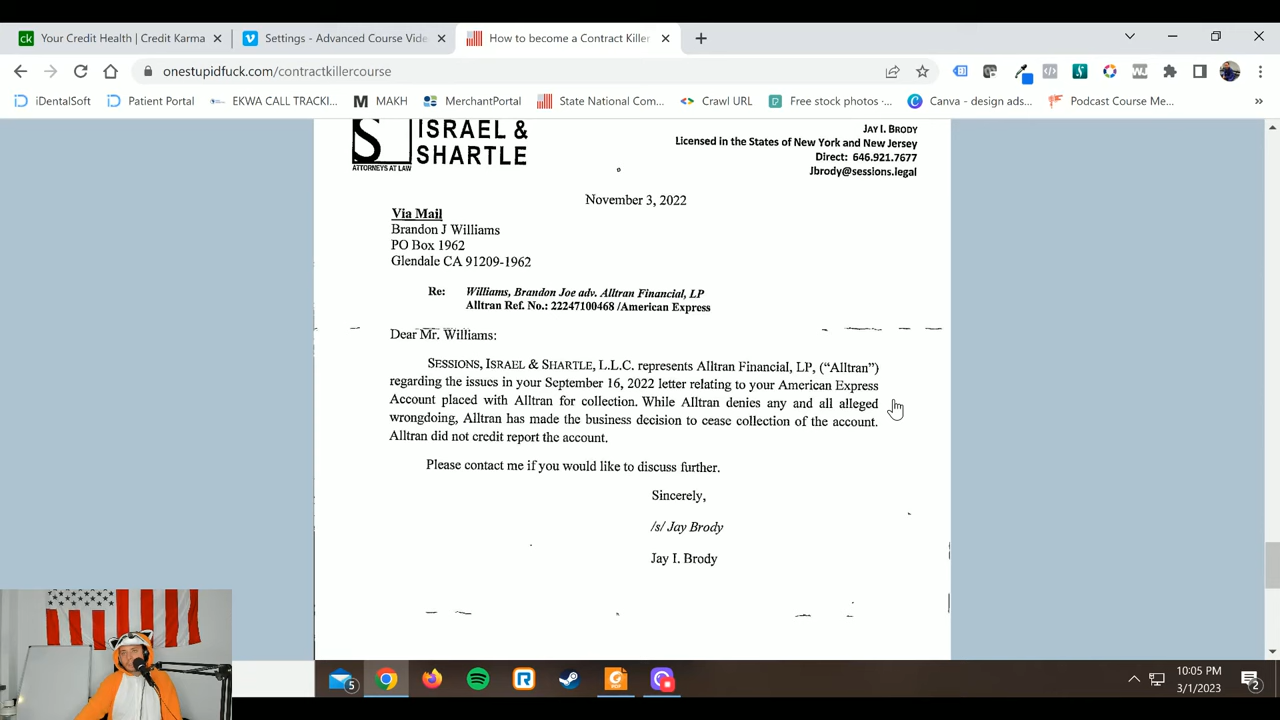 Your Credit Health | Credit Karma
Settings - Advanced Course Vide
How to become a Contract Killer
onestupidfuck.com/contractkillercourse
iDentalSoft
Patient Portal
EKWA CALL TRACKI...
MAKH
MerchantPortal
State National Com...
Crawl URL
Free stock photos ·...
Canva - design ads...
Podcast Course Me...
S
ISRAEL &
SHARTLE
ATTORNEYS AT LAW
JAY I. BRODY
Licensed in the States of New York and New Jersey
Direct: 646.921.7677
Jbrody@sessions.legal
November 3, 2022
Via Mail
Brandon J Williams
PO Box 1962
Glendale CA 91209-1962
Re: Williams, Brandon Joe adv. Alltran Financial, LP
Alltran Ref. No.: 22247100468 /American Express
Dear Mr. Williams:
SESSIONS, ISRAEL & SHARTLE, L.L.C. represents Alltran Financial, LP, (“Alltran”)
regarding the issues in your September 16, 2022 letter relating to your American Express
Account placed with Alltran for collection. While Alltran denies any and all alleged
wrongdoing, Alltran has made the business decision to cease collection of the account.
Alltran did not credit report the account.
Please contact me if you would like to discuss further.
Sincerely,
/s/ Jay Brody
Jay I. Brody
5
10:05 PM
3/1/2023
2